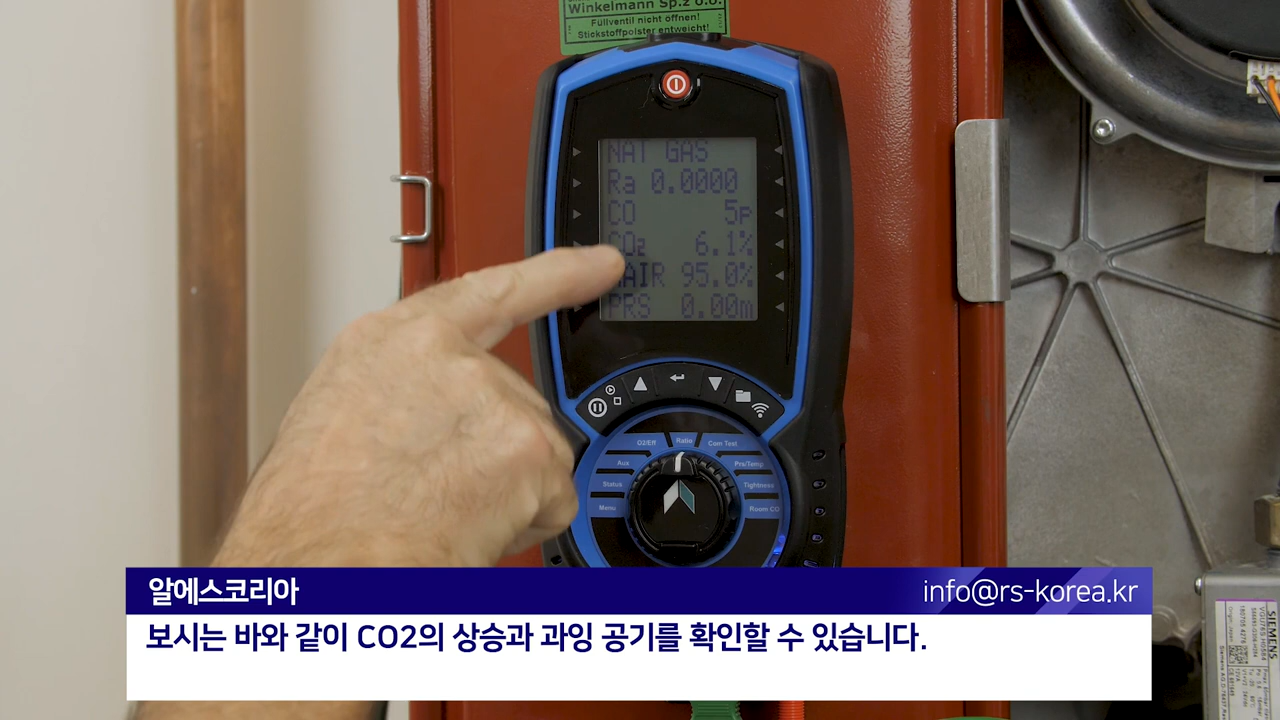 Winkelmann Sp.z o.o.
Füllventil nicht öffnen!
Stickstoffpolster entweicht!
NAT GAS
Ra 0.0000
CO 5p
CO2 6.1%
AIR 95.0%
PRS 0.00m
O2/Eff
Ratio
Com Test
Aux
Prs/Temp
Status
Tightness
Menu
Room CO
SIEMENS
알에스코리아
info@rs-korea.kr
보시는 바와 같이 CO2의 상승과 과잉 공기를 확인할 수 있습니다.